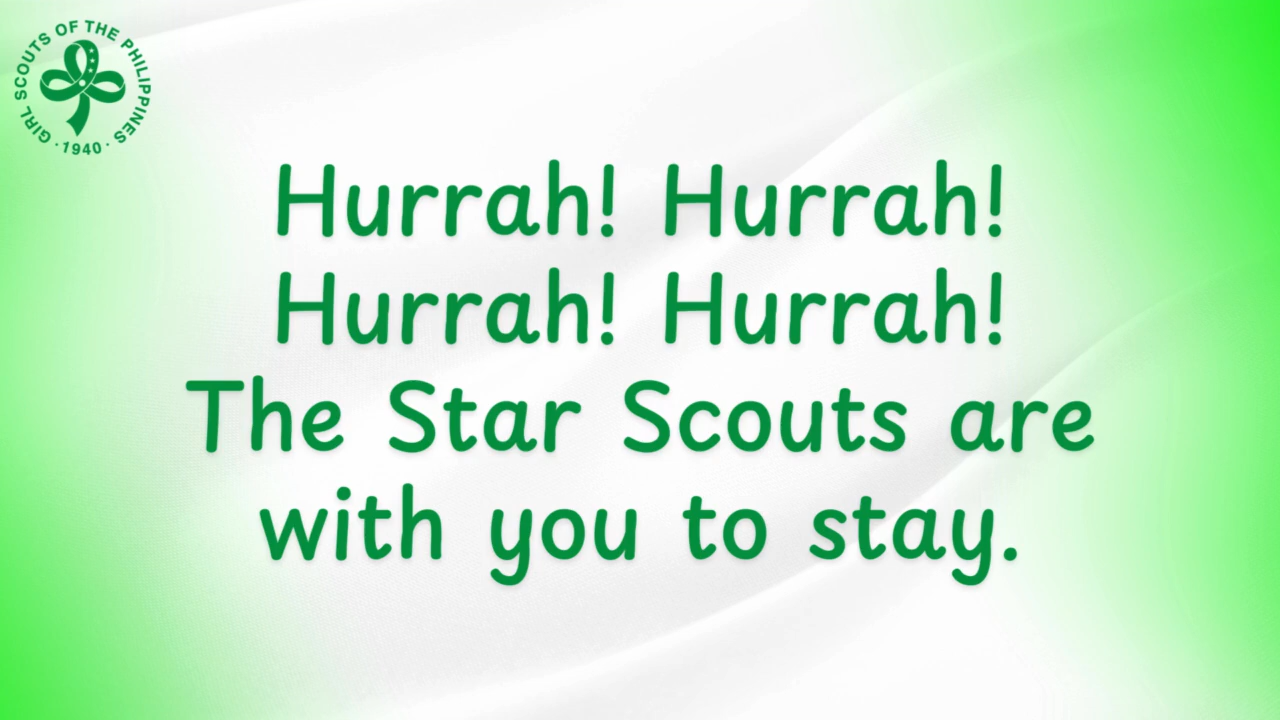 GIRL SCOUTS OF THE PHILIPPINES
· 1940 ·
Hurrah! Hurrah!
Hurrah! Hurrah!
The Star Scouts are
with you to stay.